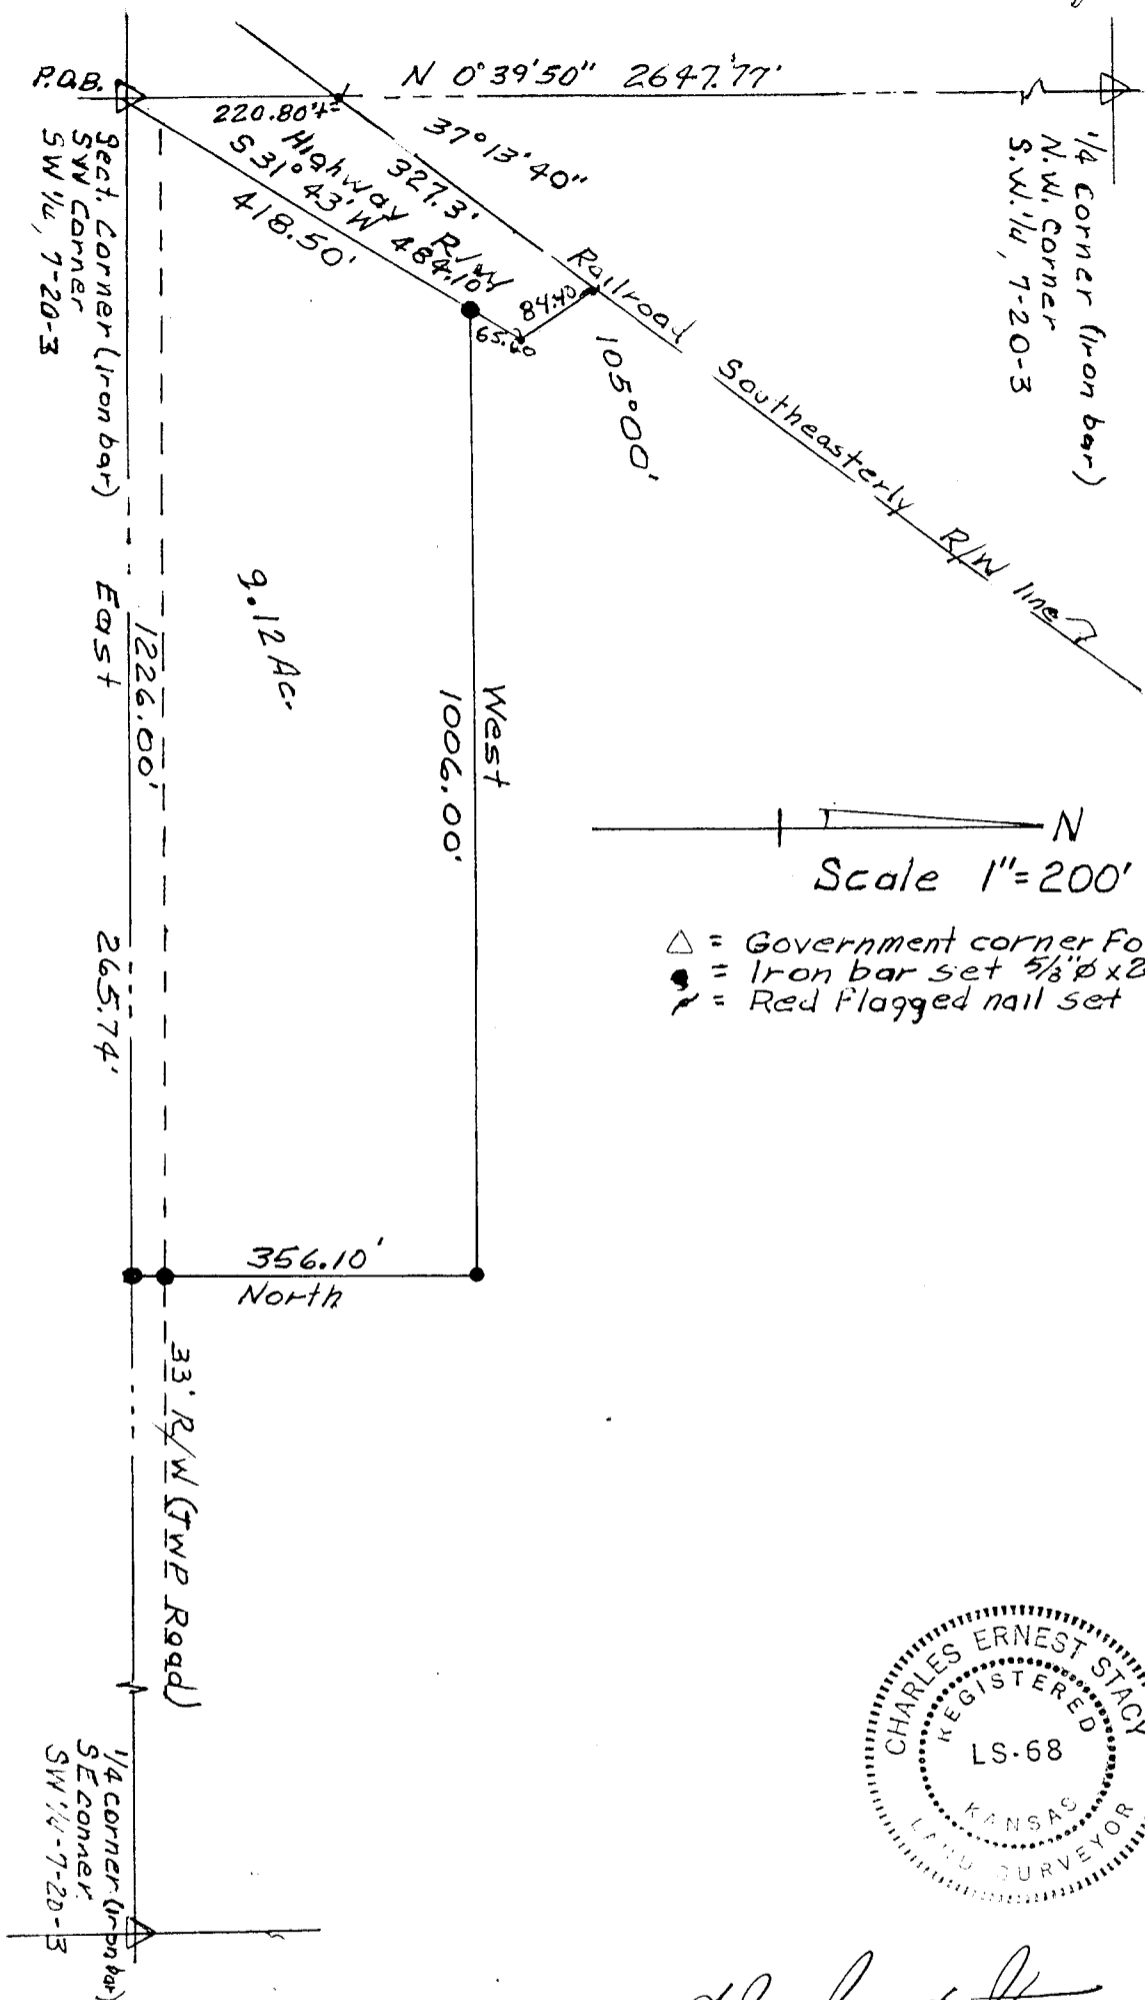 P.O.B.
N 0°39'50" 2647.77'
220.80'±
37°13'40"
327.3'
Highway R/W
S 31°43' W 484.10
418.50'
84.40
65.60
105°00'
Railroad Southeasterly R/W line
Sect. Corner (Iron bar)
SW Corner
SW 1/4, 7-20-3
1/4 Corner (Iron bar)
N.W. Corner
S.W. 1/4, 7-20-3
9.12 Ac.
East
1226.00'
West
1006.00'
N
Scale 1"=200'
△ = Government corner Fo
● = Iron bar set 5/8"ø x 2
= Red Flagged nail set
356.10'
North
33' R/W (TWP Road)
1/4 corner (Iron bar)
SE conner
SW 1/4-7-20-3
CHARLES ERNEST STACY
REGISTERED
LS-68
KANSAS
LAND SURVEYOR